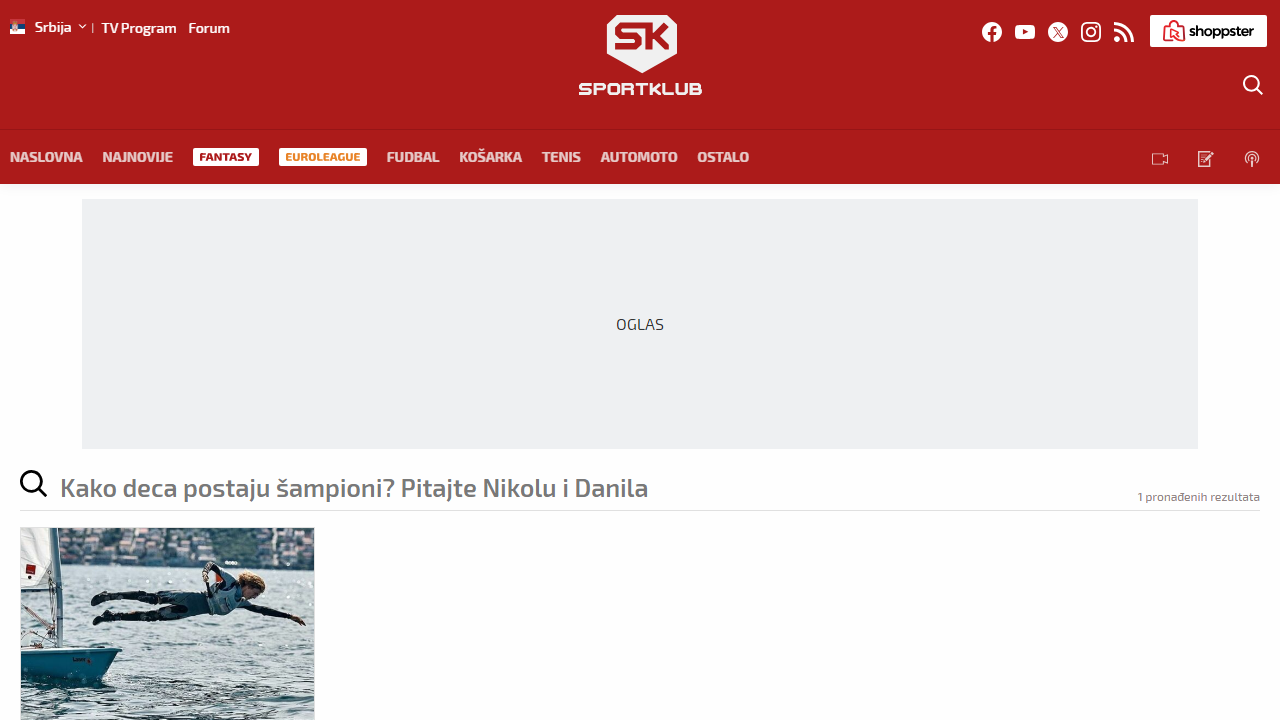 Srbija | TV Program Forum
SK
SPORTKLUB
shoppster
NASLOVNA NAJNOVIJE FANTASY EUROLEAGUE FUDBAL KOŠARKA TENIS AUTOMOTO OSTALO
OGLAS
Kako deca postaju šampioni? Pitajte Nikolu i Danila
1 pronađenih rezultata